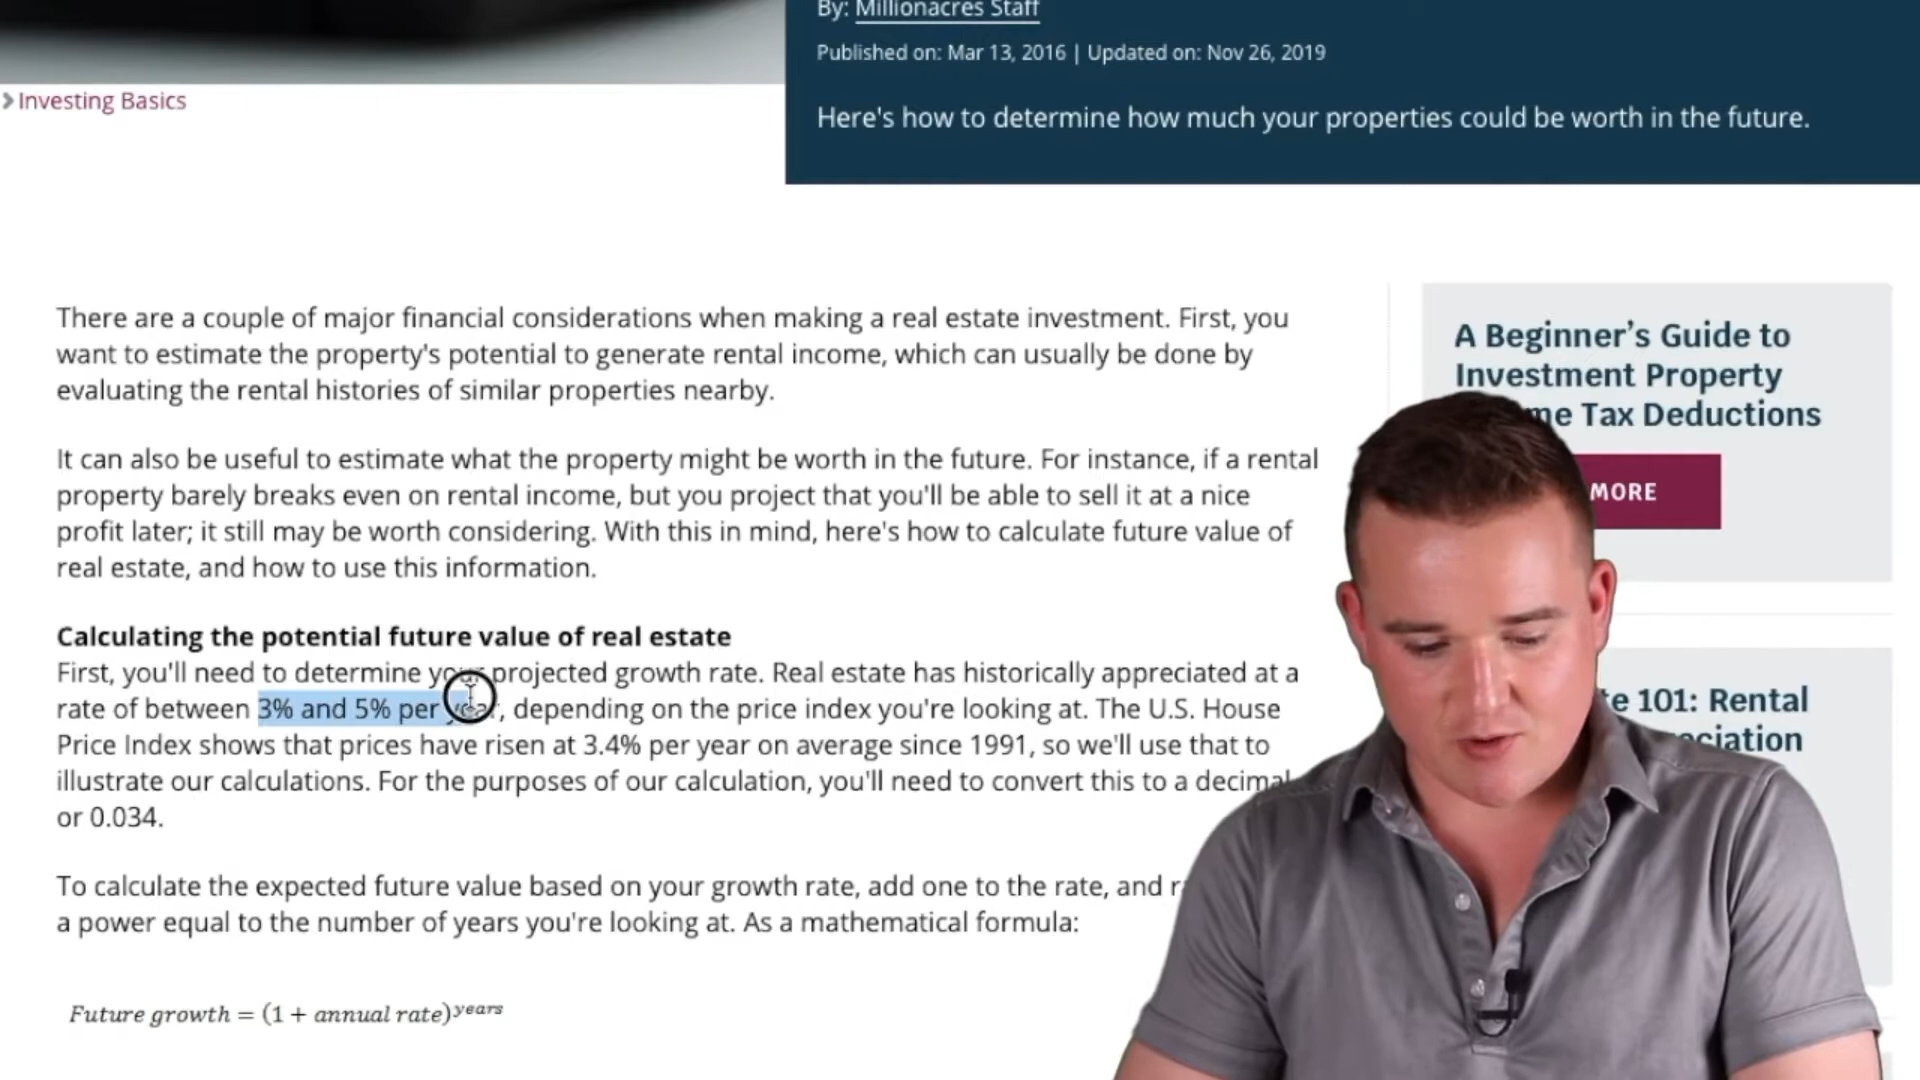 By: Millionacres Staff
Published on: Mar 13, 2016 | Updated on: Nov 26, 2019
Investing Basics
Here's how to determine how much your properties could be worth in the future.
There are a couple of major financial considerations when making a real estate investment. First, you
want to estimate the property's potential to generate rental income, which can usually be done by
evaluating the rental histories of similar properties nearby.
It can also be useful to estimate what the property might be worth in the future. For instance, if a rental
property barely breaks even on rental income, but you project that you'll be able to sell it at a nice
profit later; it still may be worth considering. With this in mind, here's how to calculate future value of
real estate, and how to use this information.
Calculating the potential future value of real estate
First, you'll need to determine your projected growth rate. Real estate has historically appreciated at a
rate of between 3% and 5% per year, depending on the price index you're looking at. The U.S. House
Price Index shows that prices have risen at 3.4% per year on average since 1991, so we'll use that to
illustrate our calculations. For the purposes of our calculation, you'll need to convert this to a decimal
or 0.034.
To calculate the expected future value based on your growth rate, add one to the rate, and
a power equal to the number of years you're looking at. As a mathematical formula:
Future growth = (1 + annual rate)^years
A Beginner's Guide to
Investment Property
Tax Deductions
MORE
101: Rental